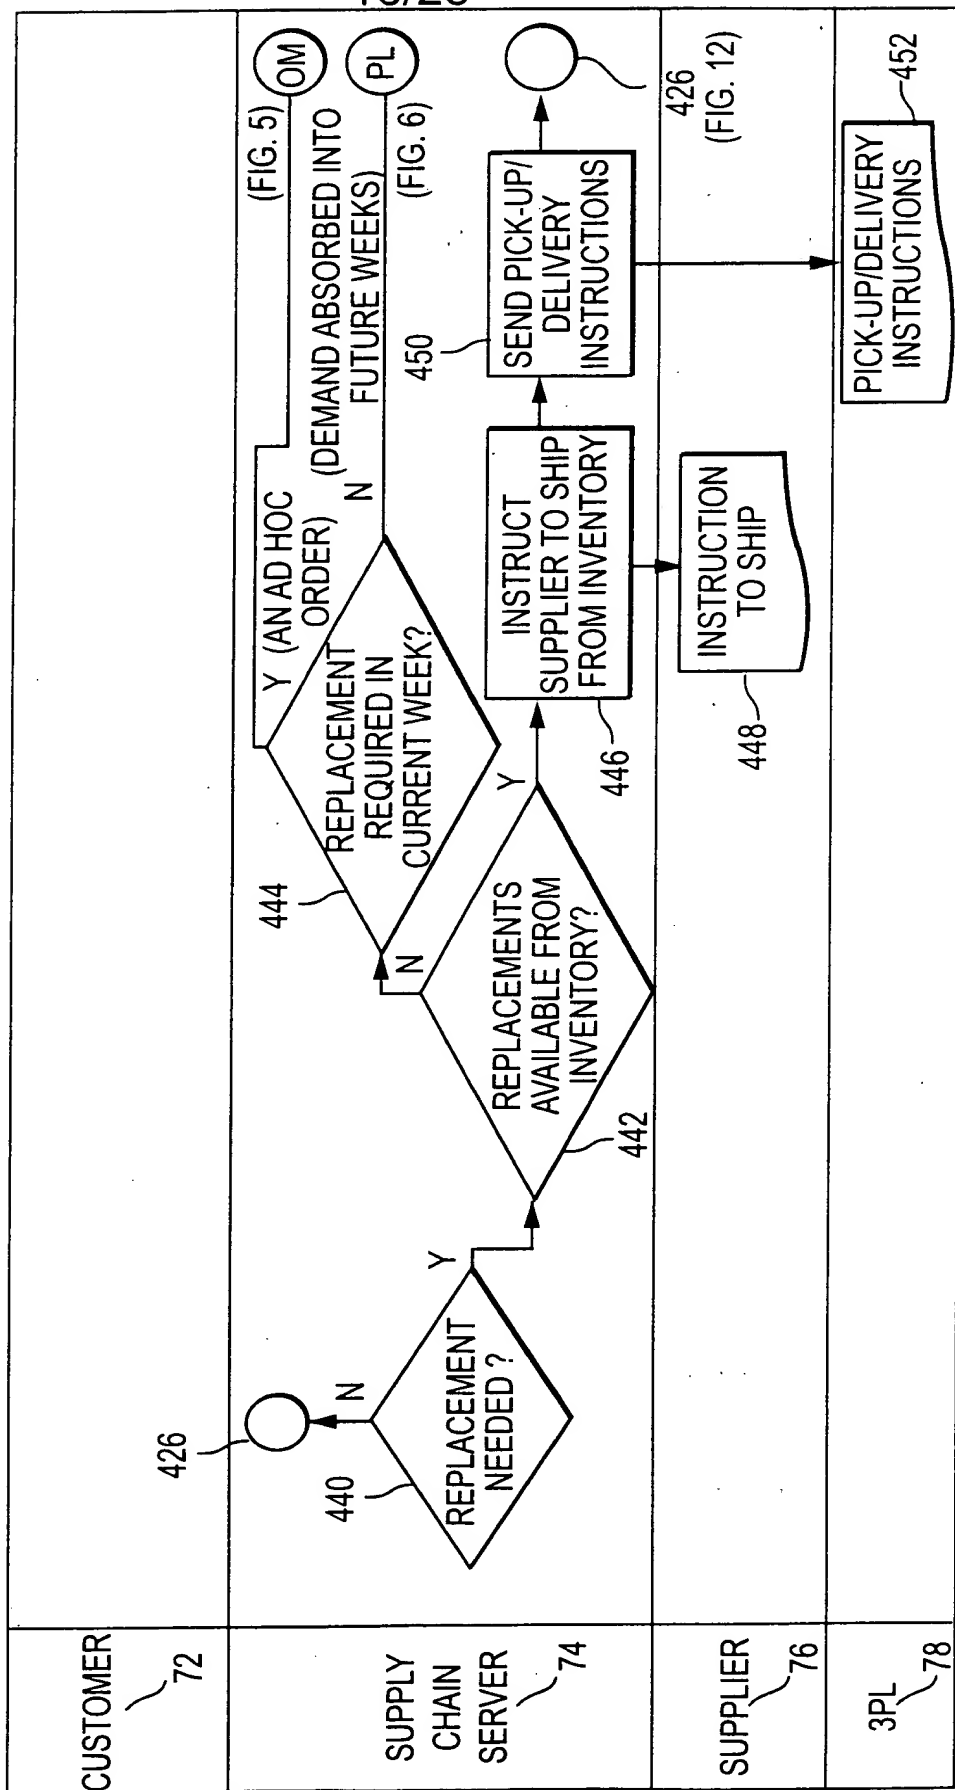 CUSTOMER
72
SUPPLY
CHAIN
SERVER
74
SUPPLIER
76
3PL
78
426
N
440
REPLACEMENT
NEEDED ?
Y
442
REPLACEMENTS
AVAILABLE FROM
INVENTORY?
N
Y
444
REPLACEMENT
REQUIRED IN
CURRENT WEEK?
Y (AN AD HOC
ORDER)
OM
(FIG. 5)
N
(DEMAND ABSORBED INTO
FUTURE WEEKS)
PL
(FIG. 6)
446
INSTRUCT
SUPPLIER TO SHIP
FROM INVENTORY
448
INSTRUCTION
TO SHIP
450
SEND PICK-UP/
DELIVERY
INSTRUCTIONS
426
(FIG. 12)
PICK-UP/DELIVERY
INSTRUCTIONS
452